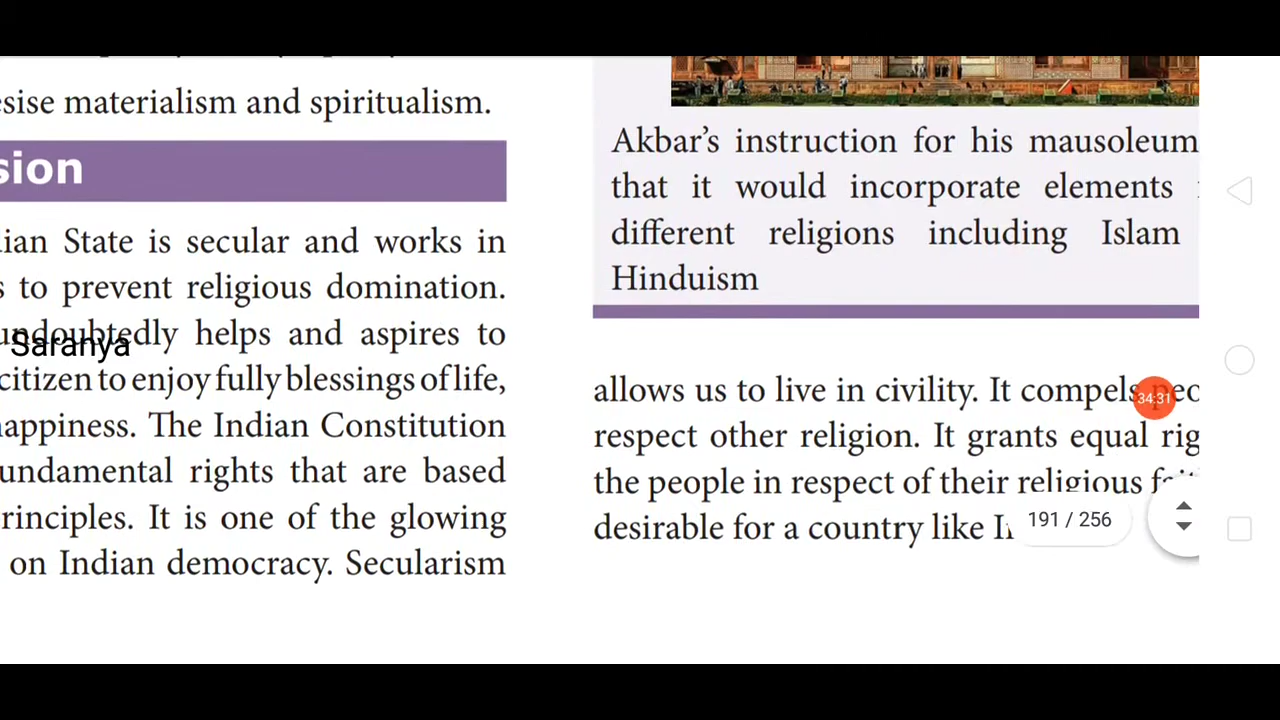 esise materialism and spiritualism.
sion
dian State is secular and works in
s to prevent religious domination.
undoubtedly helps and aspires to
citizen to enjoy fully blessings of life,
happiness. The Indian Constitution
undamental rights that are based
rinciples. It is one of the glowing
on Indian democracy. Secularism
Saranya
Akbar's instruction for his mausoleum
that it would incorporate elements
different religions including Islam
Hinduism
allows us to live in civility. It compels
respect other religion. It grants equal rig
the people in respect of their religious
desirable for a country like
34:31
191 / 256